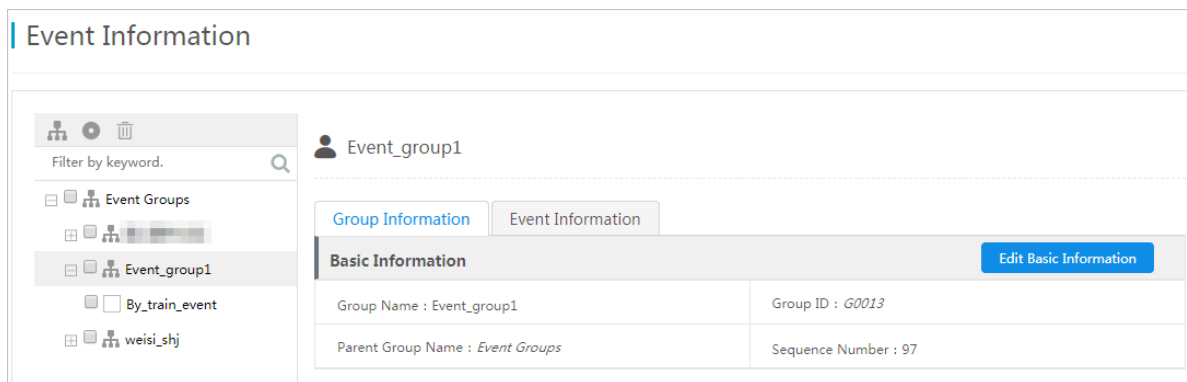 Event Information
Filter by keyword.
Event Groups
Event_group1
By_train_event
weisi_shj
Event_group1
Group Information
Event Information
Basic Information
Edit Basic Information
Group Name : Event_group1
Group ID : G0013
Parent Group Name : Event Groups
Sequence Number : 97